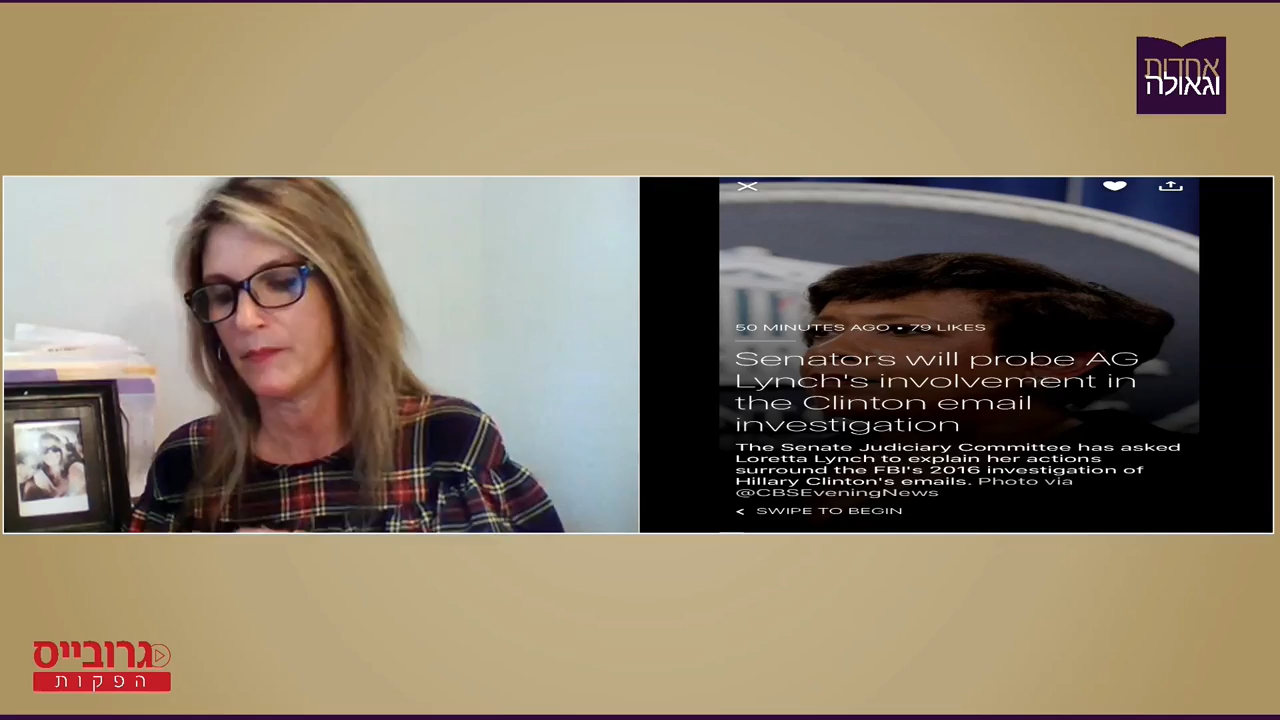 אחדות
וגאולה
50 MINUTES AGO • 79 LIKES
Senators will probe AG
Lynch's involvement in
the Clinton email
investigation
The Senate Judiciary Committee has asked
Loretta Lynch to explain her actions
surround the FBI's 2016 investigation of
Hillary Clinton's emails. Photo via
@CBSEveningNews
< SWIPE TO BEGIN
גרובייס
הפקות